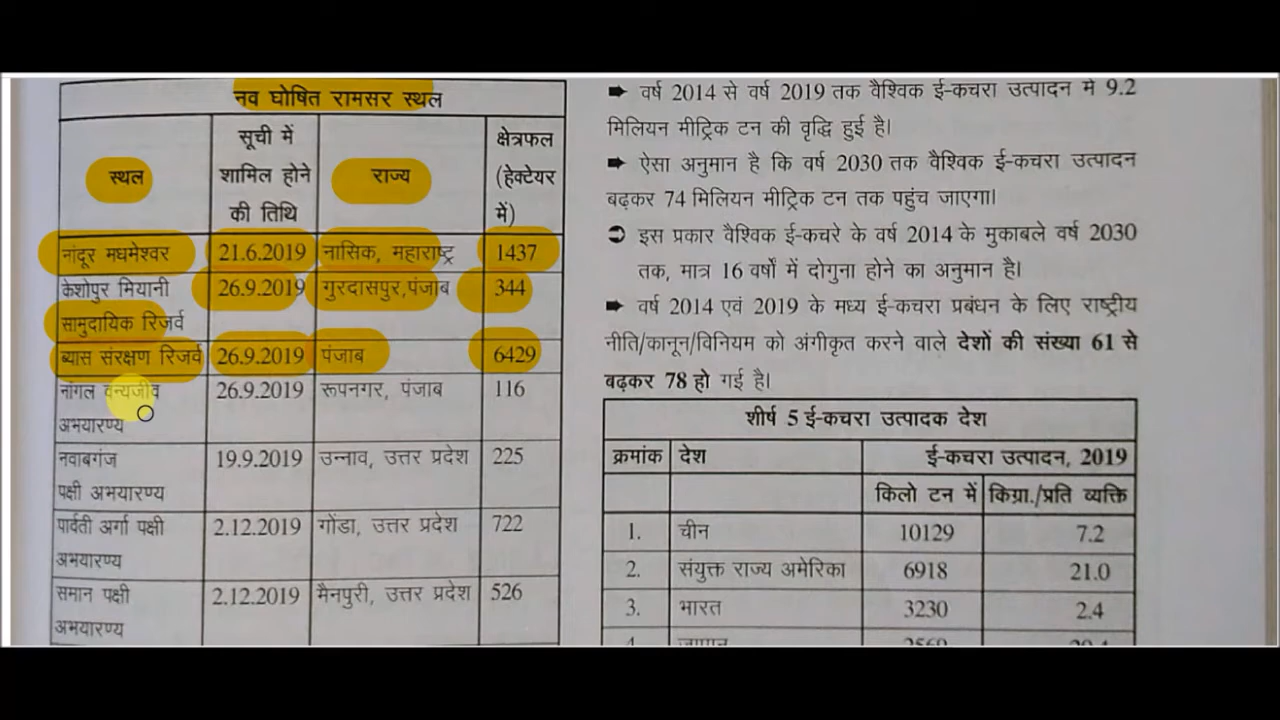 नव घोषित रामसर स्थल
स्थल
सूची में
शामिल होने
की तिथि
राज्य
क्षेत्रफल
(हेक्टेयर
में)
नांदूर मधमेश्वर 21.6.2019 नासिक, महाराष्ट्र 1437
केशोपुर मियानी 26.9.2019 गुरदासपुर,पंजाब 344
सामुदायिक रिजर्व
ब्यास संरक्षण रिजर्व 26.9.2019 पंजाब 6429
नांगल वन्यजीव 26.9.2019 रूपनगर, पंजाब 116
अभयारण्य
नवाबगंज 19.9.2019 उन्नाव, उत्तर प्रदेश 225
पक्षी अभयारण्य
पार्वती अर्गा पक्षी 2.12.2019 गोंडा, उत्तर प्रदेश 722
अभयारण्य
समान पक्षी 2.12.2019 मैनपुरी, उत्तर प्रदेश 526
अभयारण्य
➡ वर्ष 2014 से वर्ष 2019 तक वैश्विक ई-कचरा उत्पादन में 9.2
मिलियन मीट्रिक टन की वृद्धि हुई है।
➡ ऐसा अनुमान है कि वर्ष 2030 तक वैश्विक ई-कचरा उत्पादन
बढ़कर 74 मिलियन मीट्रिक टन तक पहुंच जाएगा।
➲ इस प्रकार वैश्विक ई-कचरे के वर्ष 2014 के मुकाबले वर्ष 2030
तक, मात्र 16 वर्षों में दोगुना होने का अनुमान है।
➡ वर्ष 2014 एवं 2019 के मध्य ई-कचरा प्रबंधन के लिए राष्ट्रीय
नीति/कानून/विनियम को अंगीकृत करने वाले देशों की संख्या 61 से
बढ़कर 78 हो गई है।
शीर्ष 5 ई-कचरा उत्पादक देश
क्रमांक देश ई-कचरा उत्पादन, 2019
किलो टन में किग्रा./प्रति व्यक्ति
1. चीन 10129 7.2
2. संयुक्त राज्य अमेरिका 6918 21.0
3. भारत 3230 2.4